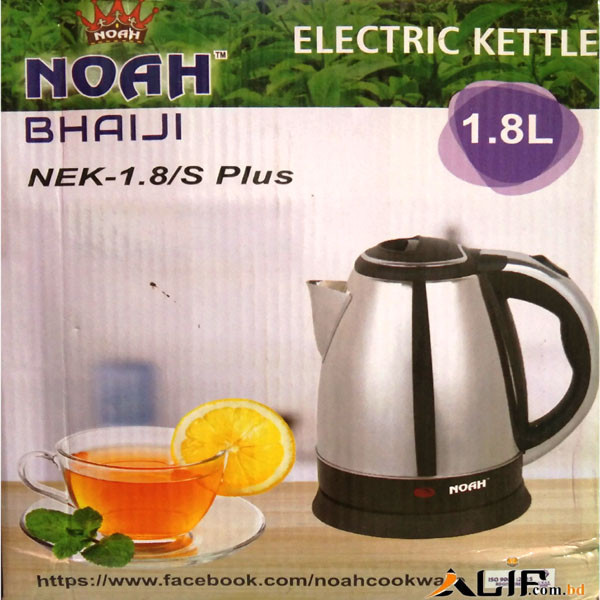 NOAH
NOAH™
BHAIJI
NEK-1.8/S Plus
ELECTRIC KETTLE
1.8L
NOAH
https://www.facebook.com/noahcookwa
ALIF.com.bd